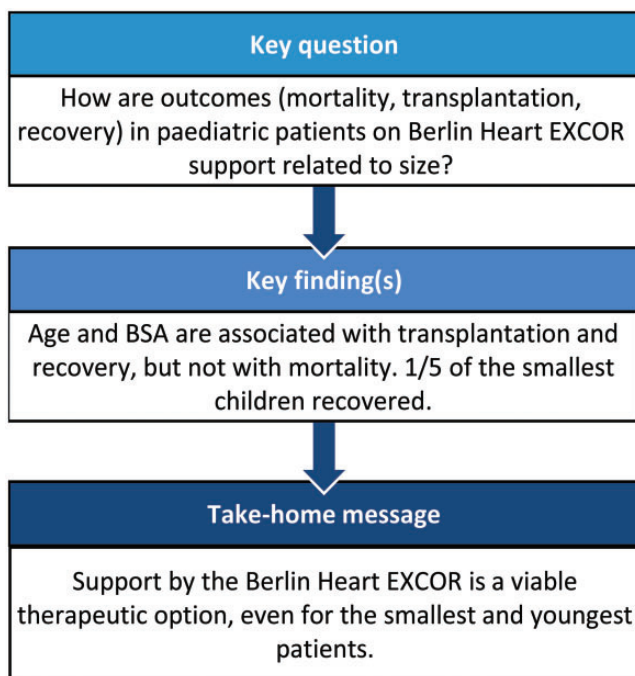 Key question
How are outcomes (mortality, transplantation,
recovery) in paediatric patients on Berlin Heart EXCOR
support related to size?
Key finding(s)
Age and BSA are associated with transplantation and
recovery, but not with mortality. 1/5 of the smallest
children recovered.
Take-home message
Support by the Berlin Heart EXCOR is a viable
therapeutic option, even for the smallest and youngest
patients.